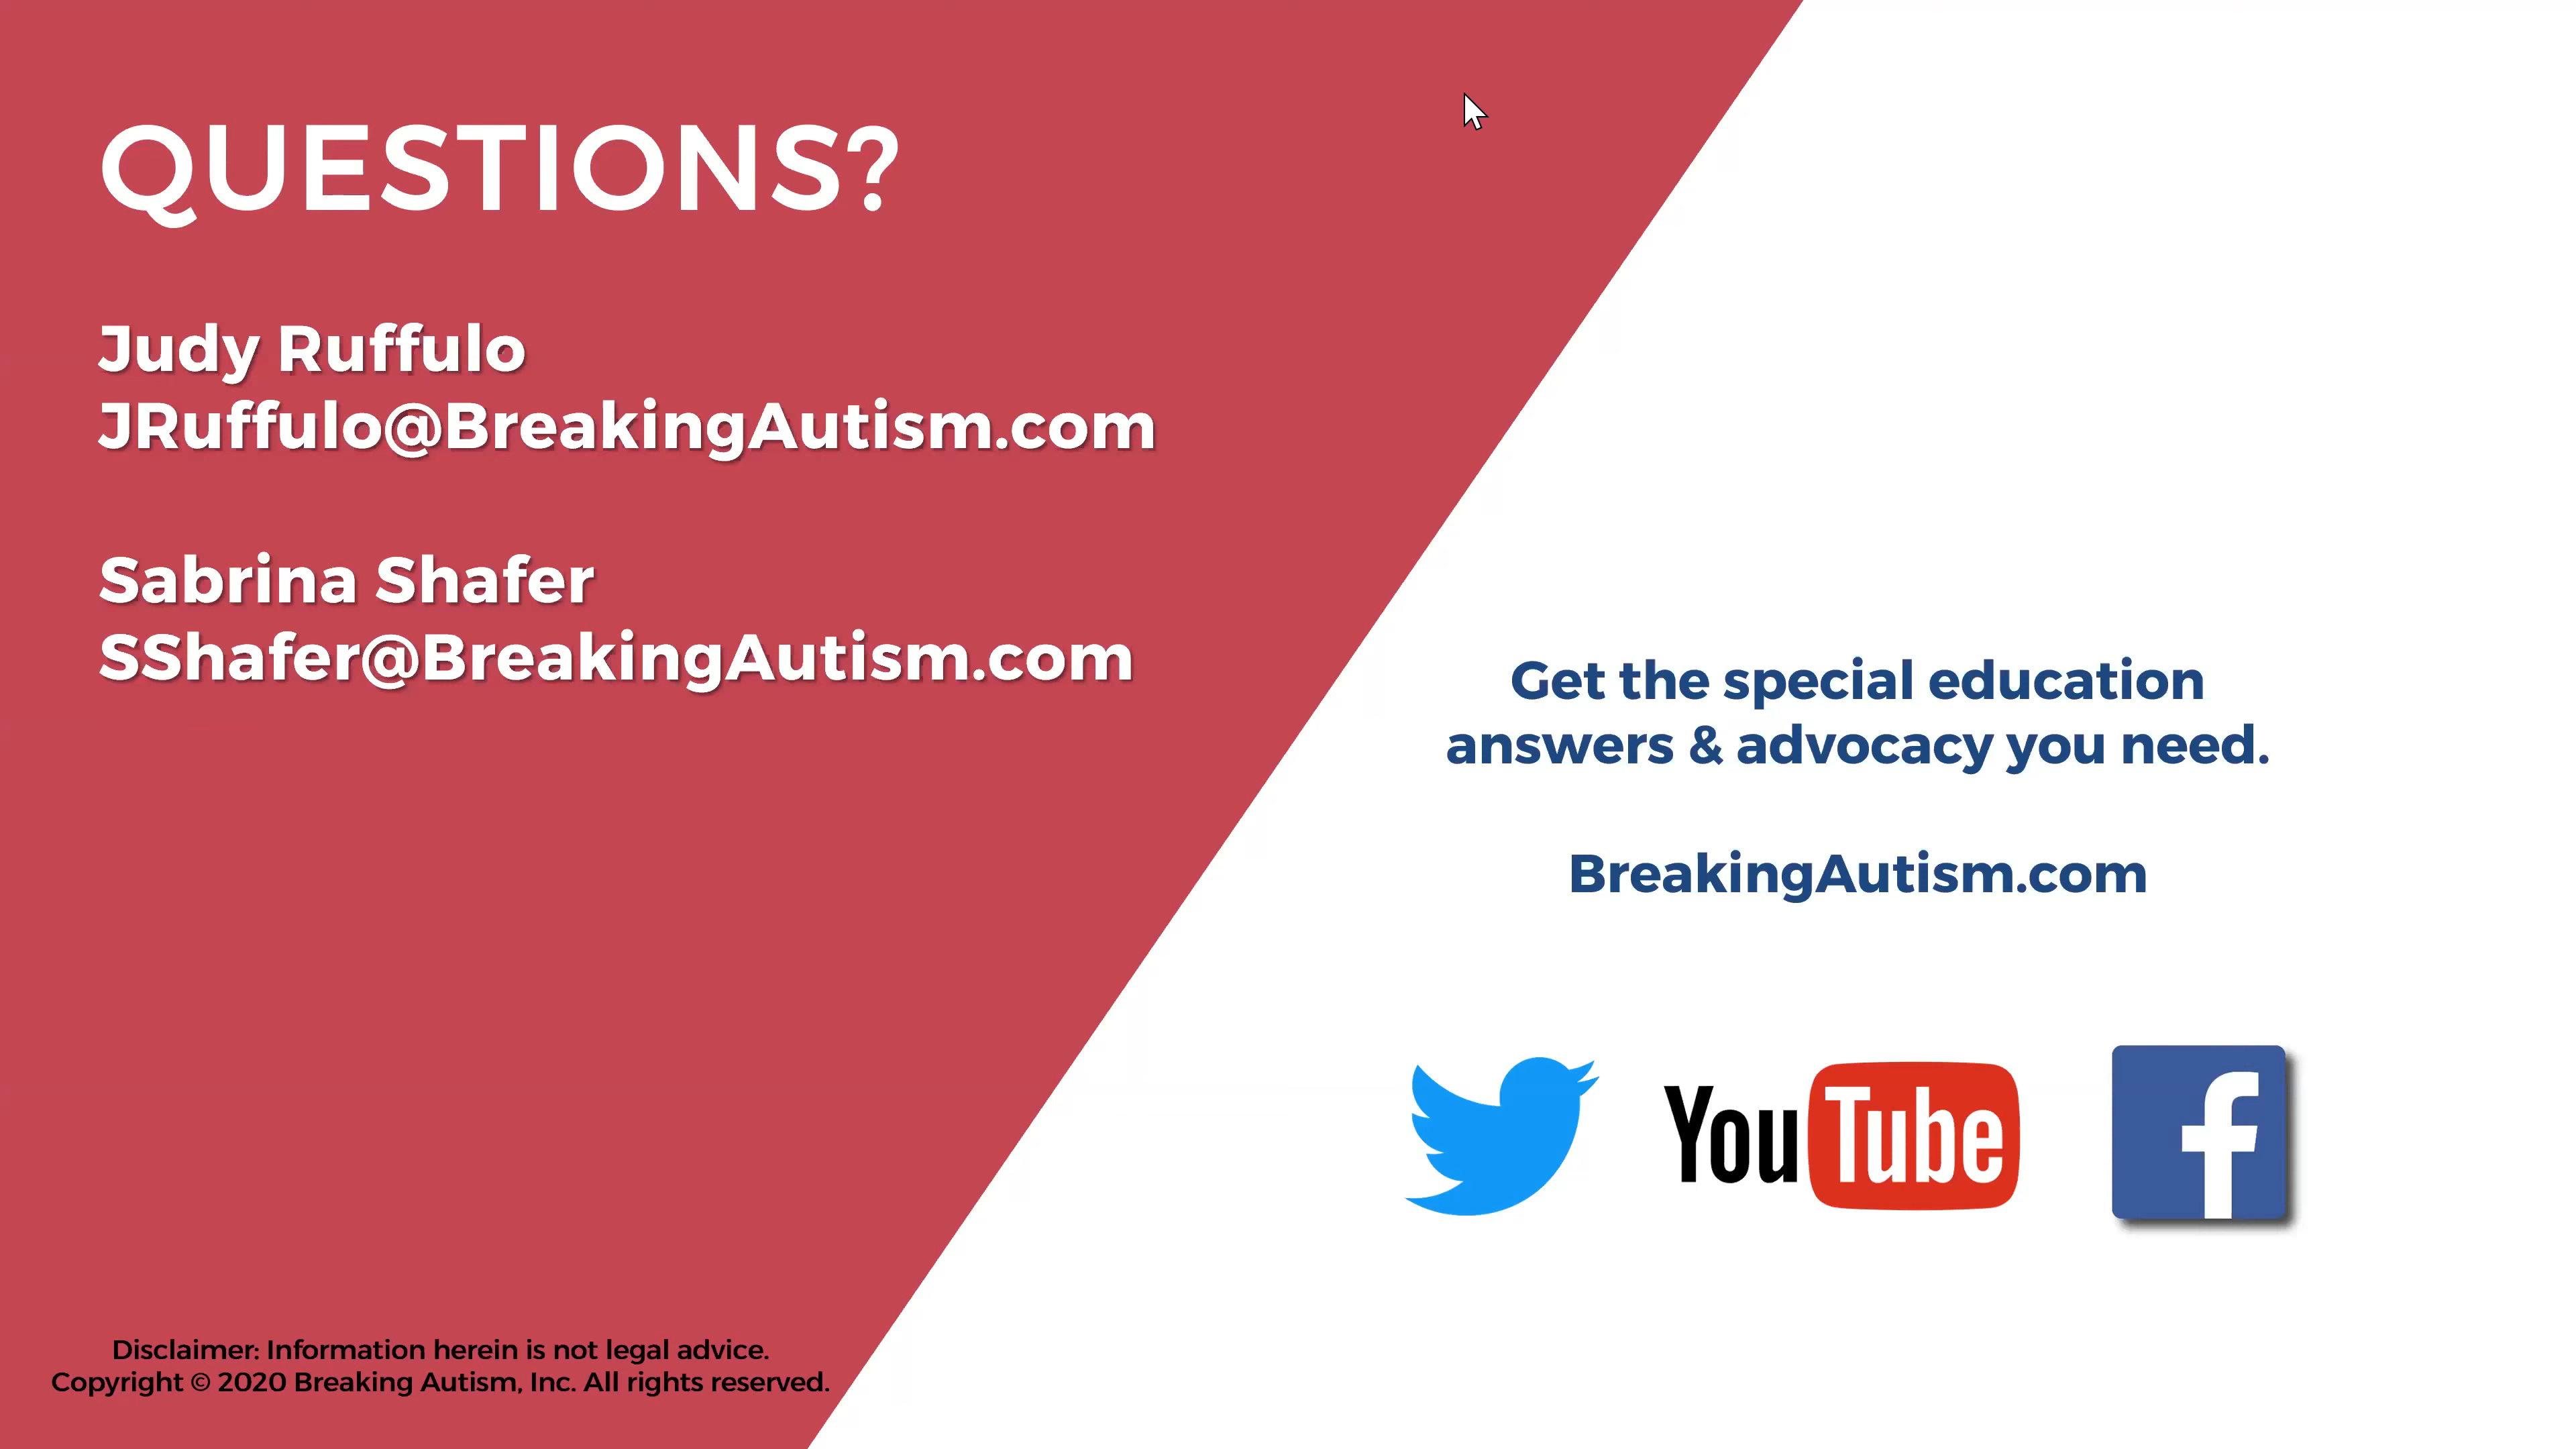 QUESTIONS?
Judy Ruffulo
JRuffulo@BreakingAutism.com
Sabrina Shafer
SShafer@BreakingAutism.com
Get the special education
answers & advocacy you need.
BreakingAutism.com
YouTube
f
Disclaimer: Information herein is not legal advice.
Copyright © 2020 Breaking Autism, Inc. All rights reserved.